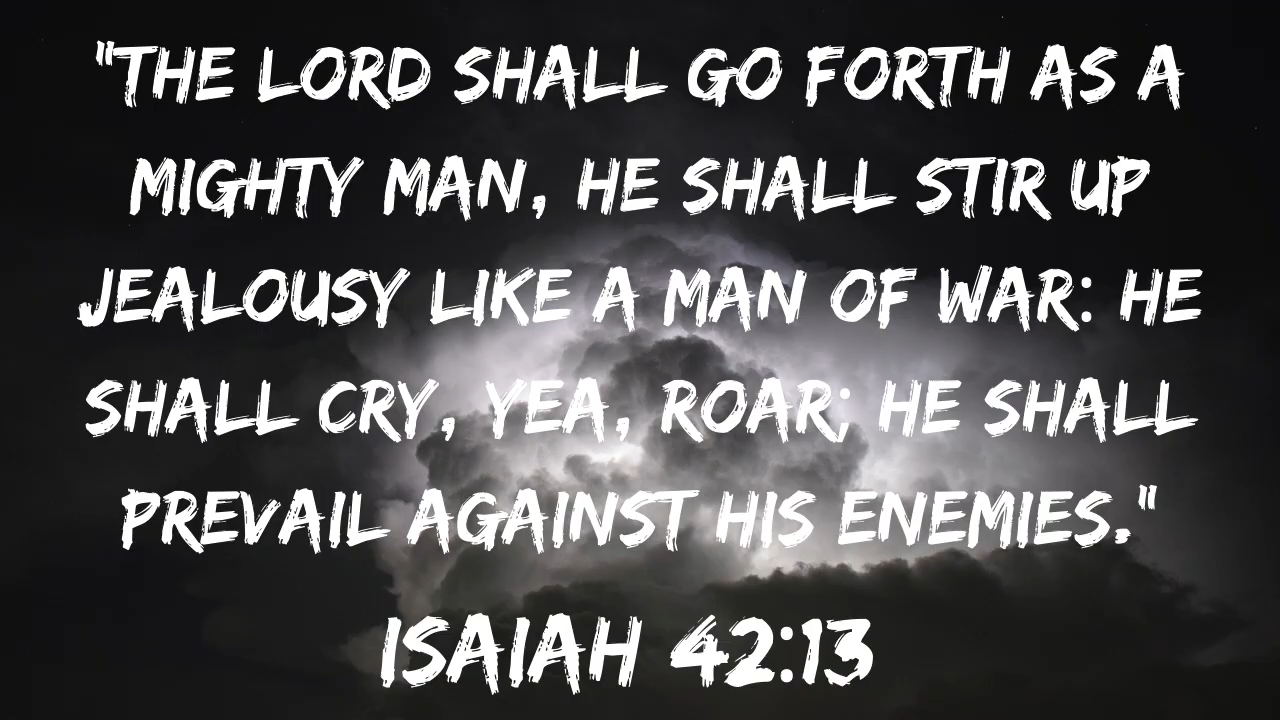 "THE LORD SHALL GO FORTH AS A
MIGHTY MAN, HE SHALL STIR UP
JEALOUSY LIKE A MAN OF WAR: HE
SHALL CRY, YEA, ROAR; HE SHALL
PREVAIL AGAINST HIS ENEMIES."
ISAIAH 42:13